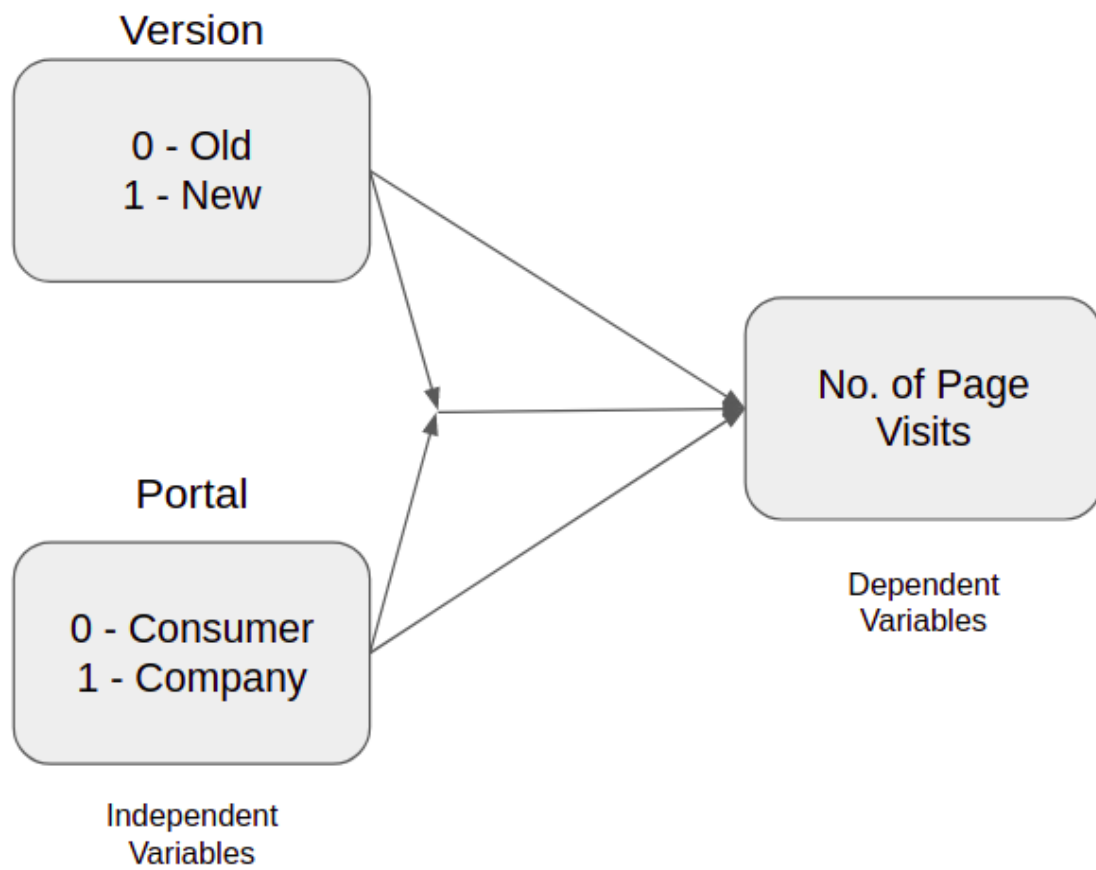 Version
0 - Old
1 - New
No. of Page
Visits
Portal
Dependent
Variables
0 - Consumer
1 - Company
Independent
Variables